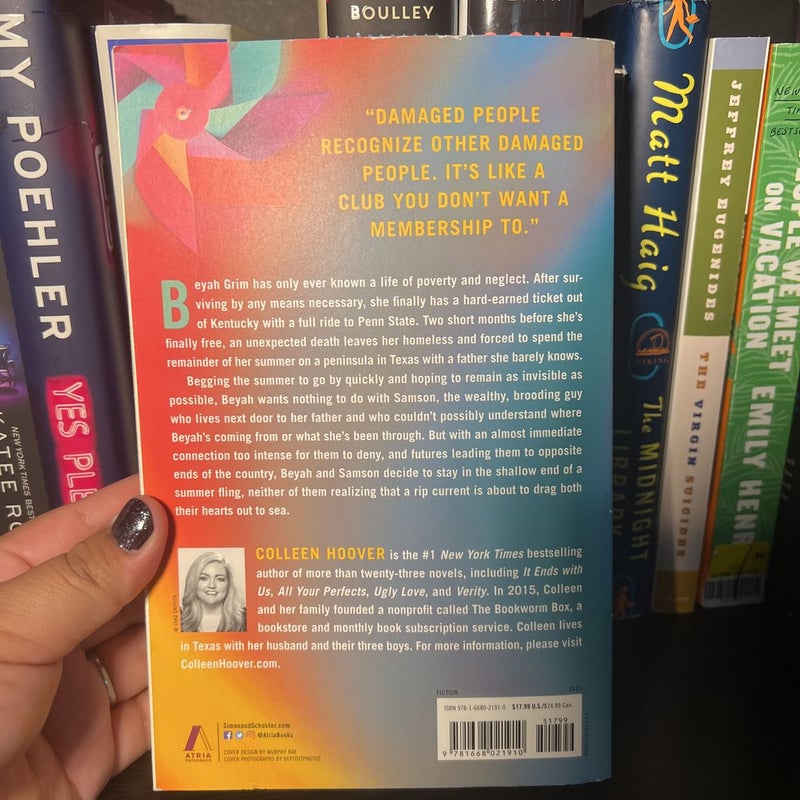 BOULLEY
MY POEHLER
YES PLE
NEW YORK TIMES BES
KATEE RO
"DAMAGED PEOPLE
RECOGNIZE OTHER DAMAGED
PEOPLE. IT'S LIKE A
CLUB YOU DON'T WANT A
MEMBERSHIP TO."
Beyah Grim has only ever known a life of poverty and neglect. After sur-
viving by any means necessary, she finally has a hard-earned ticket out
of Kentucky with a full ride to Penn State. Two short months before she's
finally free, an unexpected death leaves her homeless and forced to spend the
remainder of her summer on a peninsula in Texas with a father she barely knows.
Begging the summer to go by quickly and hoping to remain as invisible as
possible, Beyah wants nothing to do with Samson, the wealthy, brooding guy
who lives next door to her father and who couldn't possibly understand where
Beyah's coming from or what she's been through. But with an almost immediate
connection too intense for them to deny, and futures leading them to opposite
ends of the country, Beyah and Samson decide to stay in the shallow end of a
summer fling, neither of them realizing that a rip current is about to drag both
their hearts out to sea.
COLLEEN HOOVER is the #1 New York Times bestselling
author of more than twenty-three novels, including It Ends with
Us, All Your Perfects, Ugly Love, and Verity. In 2015, Colleen
and her family founded a nonprofit called The Bookworm Box, a
bookstore and monthly book subscription service. Colleen lives
in Texas with her husband and their three boys. For more information, please visit
ColleenHoover.com.
FICTION
ISBN 978-1-6680-2191-0 $17.99 U.S./$24.99 Can.
51799
9 781668 021910
SimonandSchuster.com
@AtriaBooks
ATRIA
PAPERBACK
COVER DESIGN BY MURPHY RAE
COVER PHOTOGRAPHS BY DEPOSITPHOTOS
Matt Haig
VIKING
The MIDNIGHT
LIBRARY
JEFFREY EUGENIDES
THE VIRGIN SUICIDES
NEW
BESTS
PEOPLE WE MEET
ON VACATION
EMILY HENR